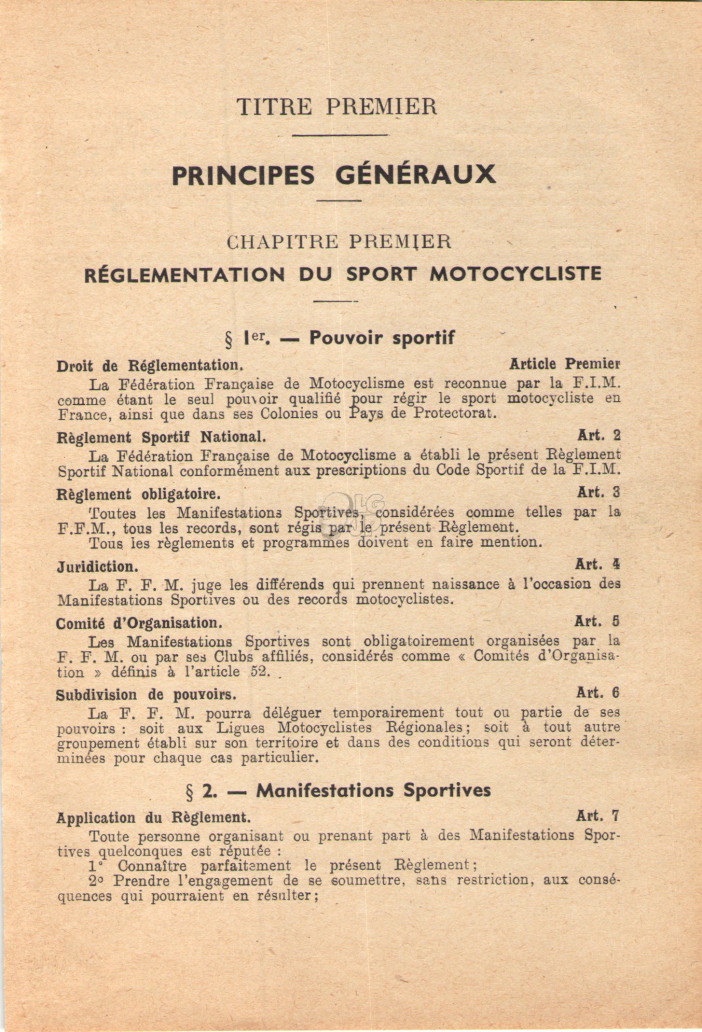 TITRE PREMIER
PRINCIPES GÉNÉRAUX
CHAPITRE PREMIER
RÉGLEMENTATION DU SPORT MOTOCYCLISTE
§ 1er. — Pouvoir sportif
Droit de Réglementation. Article Premier
La Fédération Française de Motocyclisme est reconnue par la F.I.M.
comme étant le seul pouvoir qualifié pour régir le sport motocycliste en
France, ainsi que dans ses Colonies ou Pays de Protectorat.
Règlement Sportif National. Art. 2
La Fédération Française de Motocyclisme a établi le présent Règlement
Sportif National conformément aux prescriptions du Code Sportif de la F.I.M.
Règlement obligatoire. Art. 3
Toutes les Manifestations Sportives, considérées comme telles par la
F.F.M., tous les records, sont régis par le présent Règlement.
Tous les règlements et programmes doivent en faire mention.
Juridiction. Art. 4
La F. F. M. juge les différends qui prennent naissance à l'occasion des
Manifestations Sportives ou des records motocyclistes.
Comité d'Organisation. Art. 5
Les Manifestations Sportives sont obligatoirement organisées par la
F. F. M. ou par ses Clubs affiliés, considérés comme « Comités d'Organisa-
tion » définis à l'article 52.
Subdivision de pouvoirs. Art. 6
La F. F. M. pourra déléguer temporairement tout ou partie de ses
pouvoirs : soit aux Ligues Motocyclistes Régionales ; soit à tout autre
groupement établi sur son territoire et dans des conditions qui seront déter-
minées pour chaque cas particulier.
§ 2. — Manifestations Sportives
Application du Règlement. Art. 7
Toute personne organisant ou prenant part à des Manifestations Spor-
tives quelconques est réputée :
1° Connaître parfaitement le présent Règlement ;
2° Prendre l'engagement de se soumettre, sans restriction, aux consé-
quences qui pourraient en résulter ;